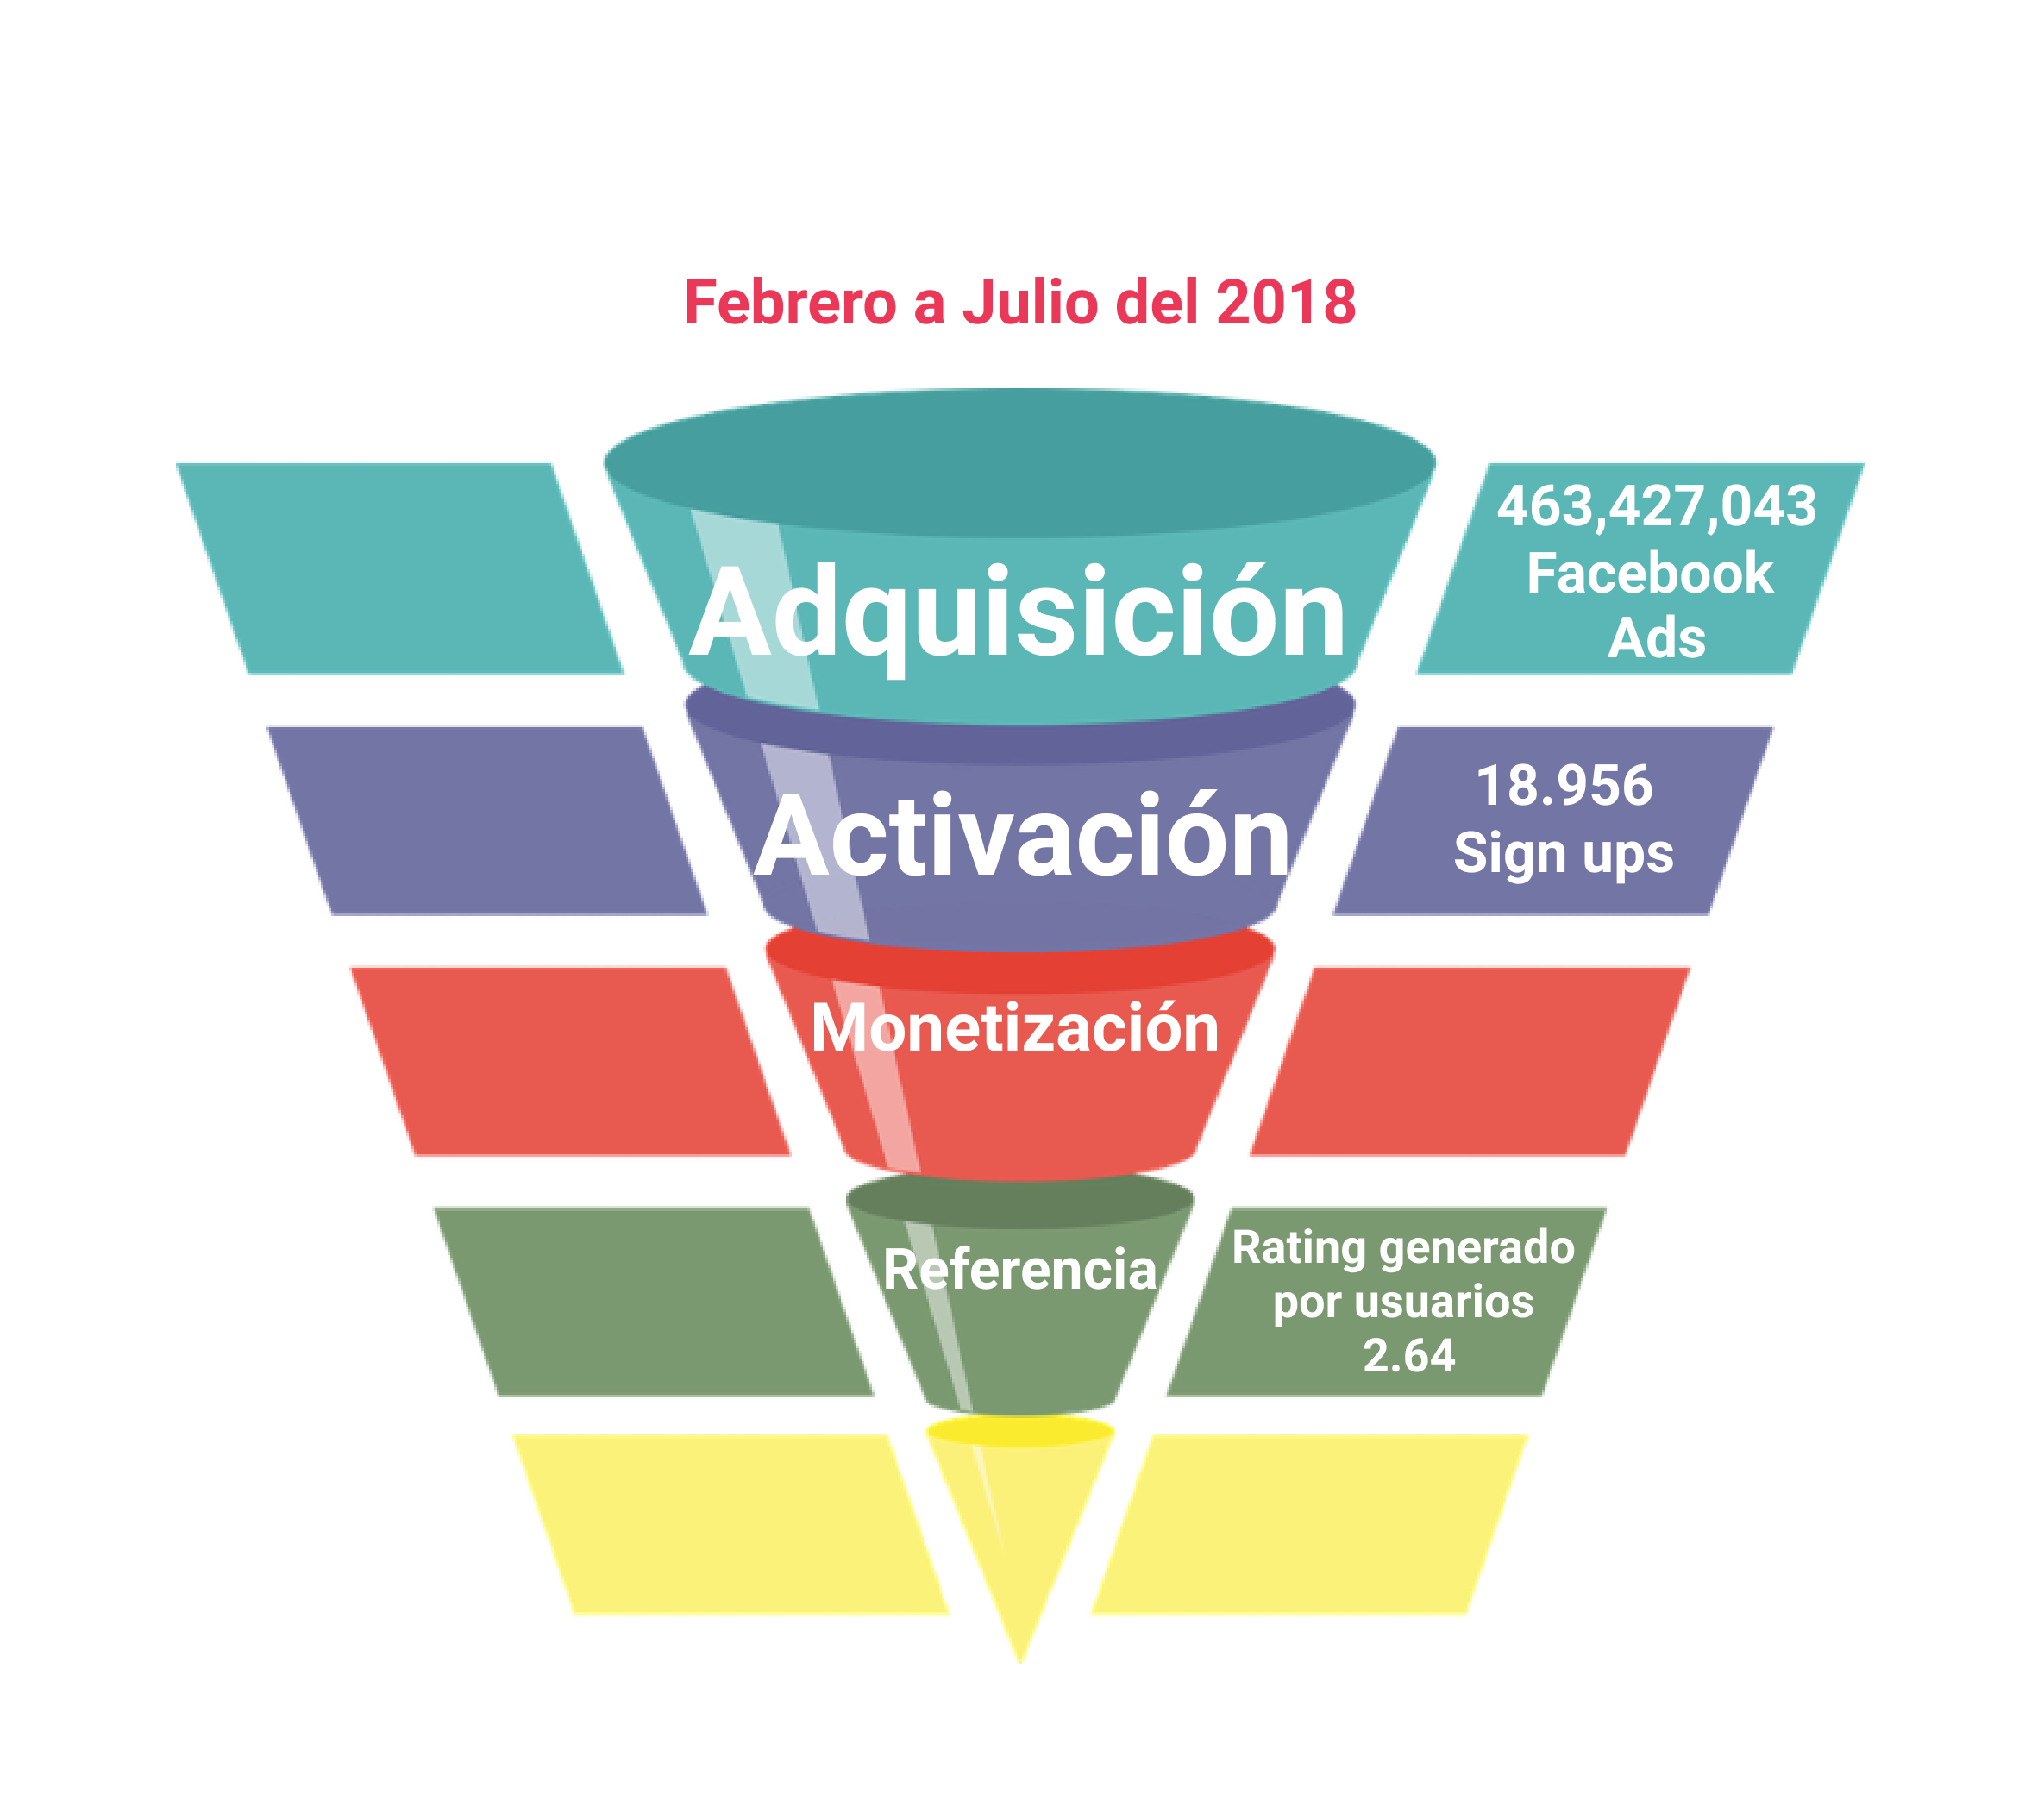 Febrero a Julio del 2018
Adquisición
463,427,043
Facebook
Ads
Activación
18.956
Sign ups
Monetización
Referencia
Rating generado
por usuarios
2.64